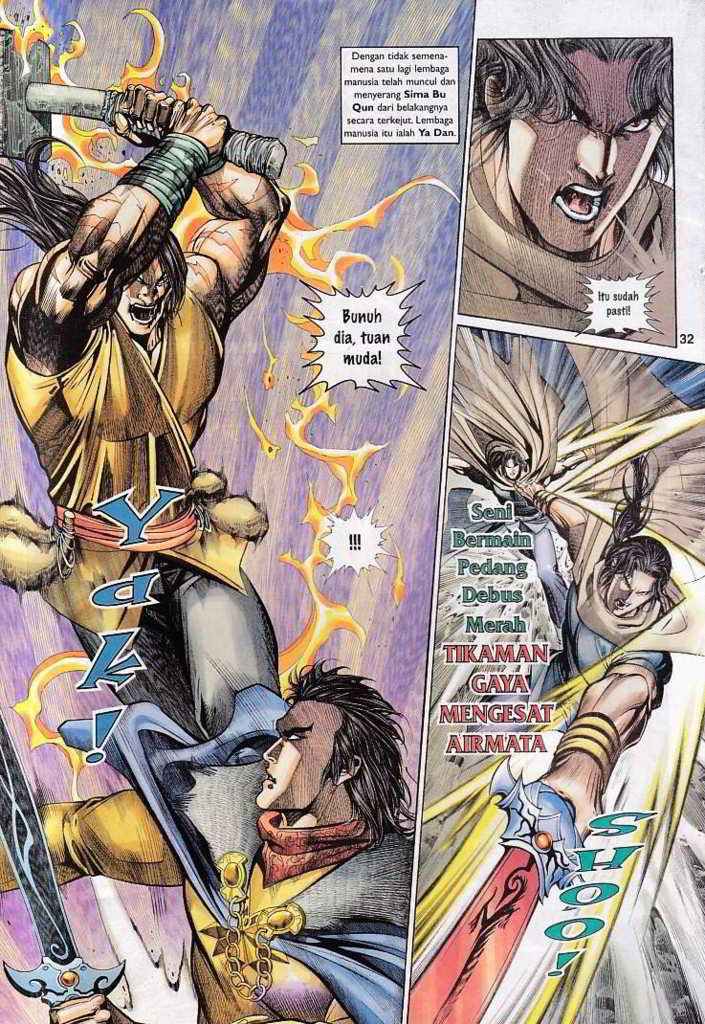 Dengan tidak semena-
mena satu lagi lembaga
manusia telah muncul dan
menyerang Sima Bu
Qun dari belakangnya
secara terkejut. Lembaga
manusia itu ialah Ya Dan.
Bunuh
dia, tuan
muda!
!!!
Yak!
Itu sudah
pasti!
32
Seni
Bermain
Pedang
Debus
Merah
TIKAMAN
GAYA
MENGESAT
AIRMATA
SHOO!